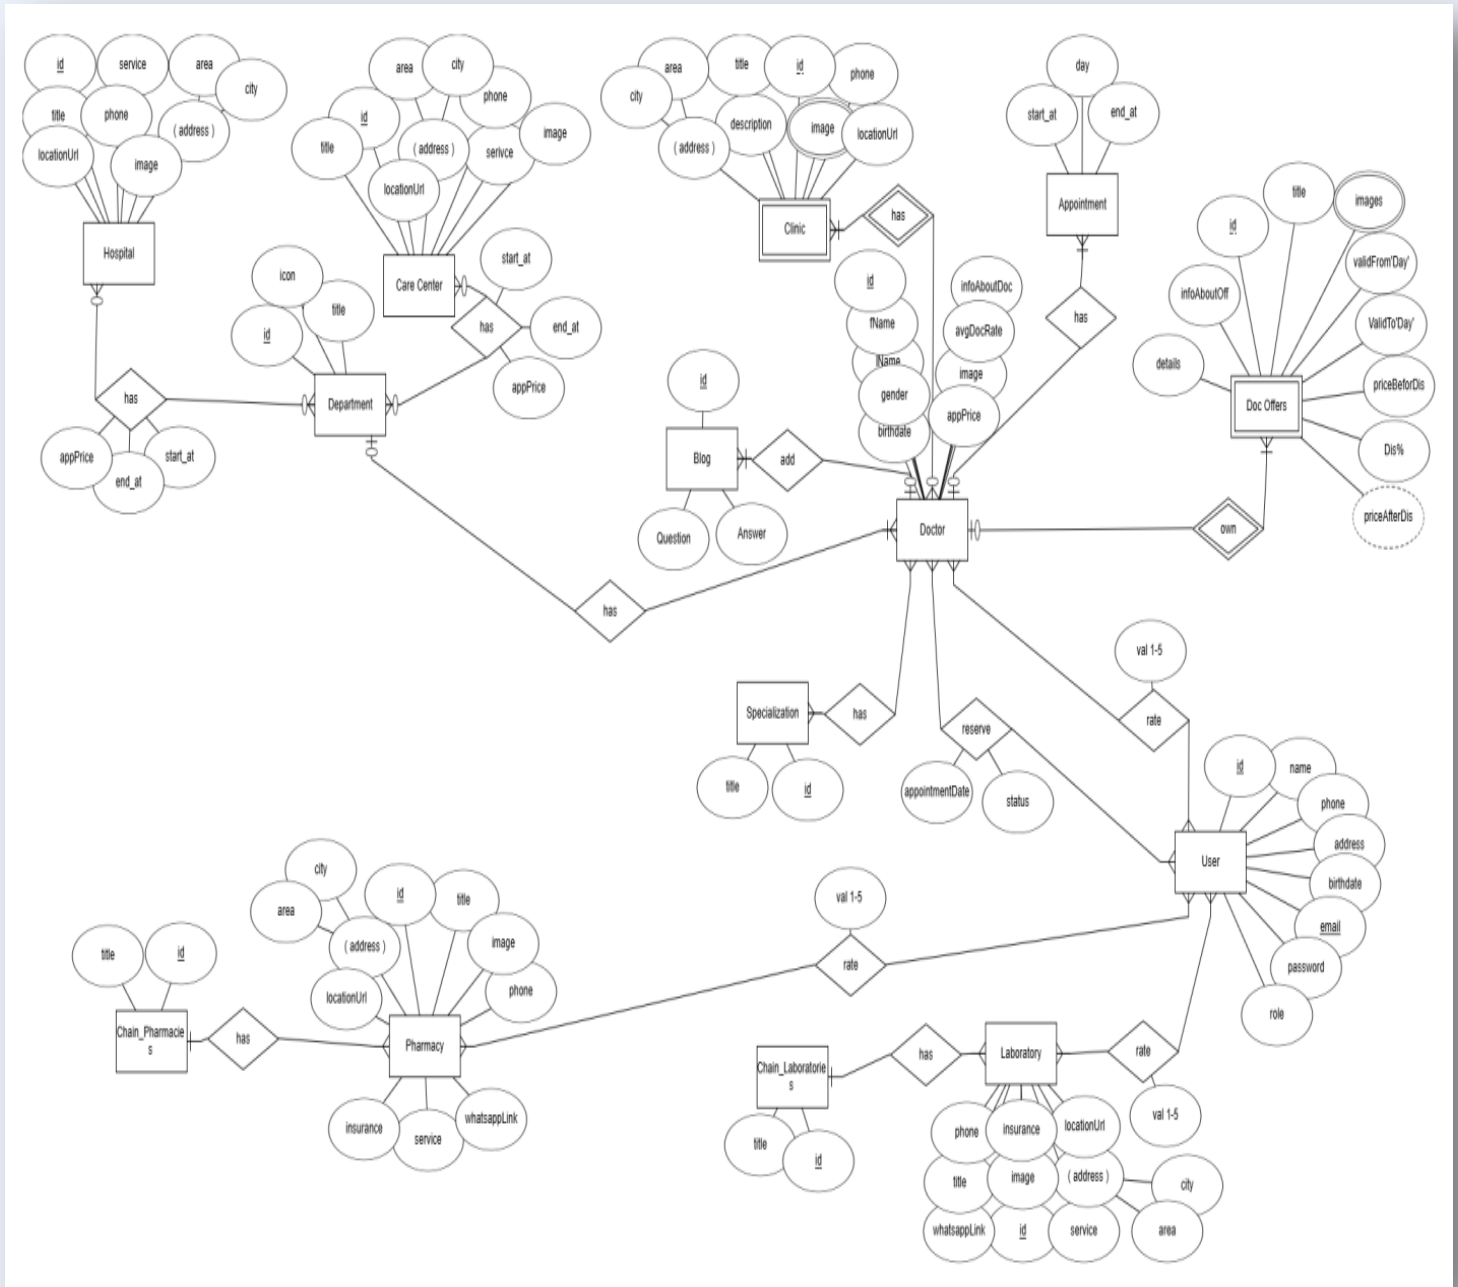 id
service
area
city
title
phone
( address )
locationUrl
image
Hospital
area
city
phone
id
title
( address )
serivce
image
locationUrl
Care Center
has
start_at
end_at
appPrice
icon
title
id
Department
has
appPrice
end_at
start_at
area
title
id
phone
city
description
image
locationUrl
( address )
Clinic
has
day
start_at
end_at
Appointment
has
id
title
images
validFrom'Day'
infoAboutOff
ValidTo'Day'
details
priceBeforDis
Doc Offers
Dis%
priceAfterDis
own
id
fName
lName
gender
birthdate
infoAboutDoc
avgDocRate
image
appPrice
Doctor
id
Blog
add
Question
Answer
has
Specialization
has
title
id
reserve
appointmentDate
status
val 1-5
rate
id
name
phone
address
birthdate
email
password
role
User
val 1-5
rate
city
area
id
title
( address )
image
locationUrl
phone
title
id
Chain_Pharmacie
s
has
Pharmacy
insurance
service
whatsappLink
Chain_Laboratorie
s
has
Laboratory
rate
val 1-5
title
id
phone
insurance
locationUrl
title
image
( address )
city
whatsappLink
id
service
area